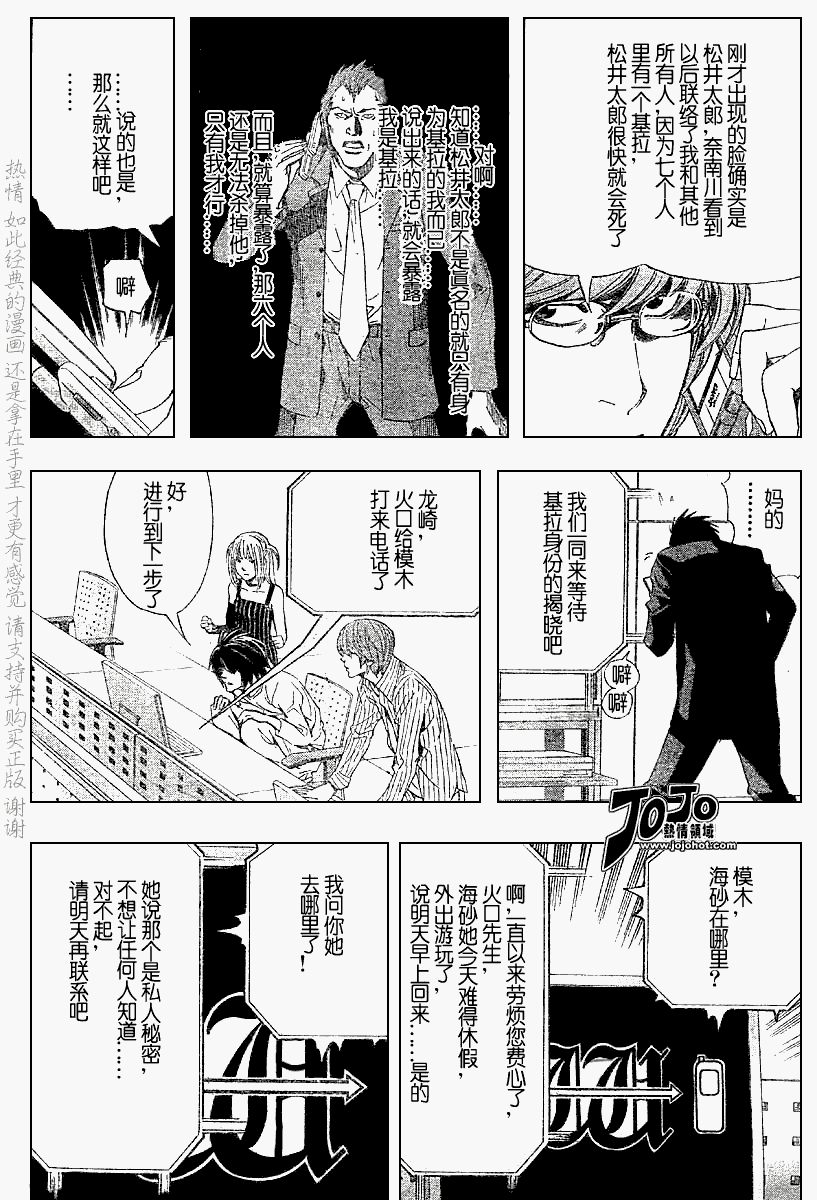 刚才出现的脸确实是
松井太郎，奈南川看到
以后联络了我和其他
所有人，因为七个人
里有一个基拉，
松井太郎很快就会死了
……对啊……
知道松井太郎不是真名的就只有身
为基拉的我而已……
说出来的话，就会暴露
我是基拉……
而且，就算暴露了，那六个人
还是无法杀掉他，
只有我才行……
……说的也是，
那么就这样吧
……
噼
妈的
……
我们一同来等待
基拉身份的揭晓吧
噼
噼
龙崎，
火口给模木
打来电话了
好，
进行到下一步了
模木，
海砂在哪里？
啊，一直以来劳烦您费心了，
火口先生，
海砂她今天难得休假，
外出游玩了，
说明天早上回来……是的
我问你她
去哪里了！
她说那个是私人秘密，
不想让任何人知道……
对不起，
请明天再联系吧
JOJO
热情领域
www.jojohot.com
热情 如此经典的漫画 还是拿在手里 才更有感觉 请支持并购买正版 谢谢